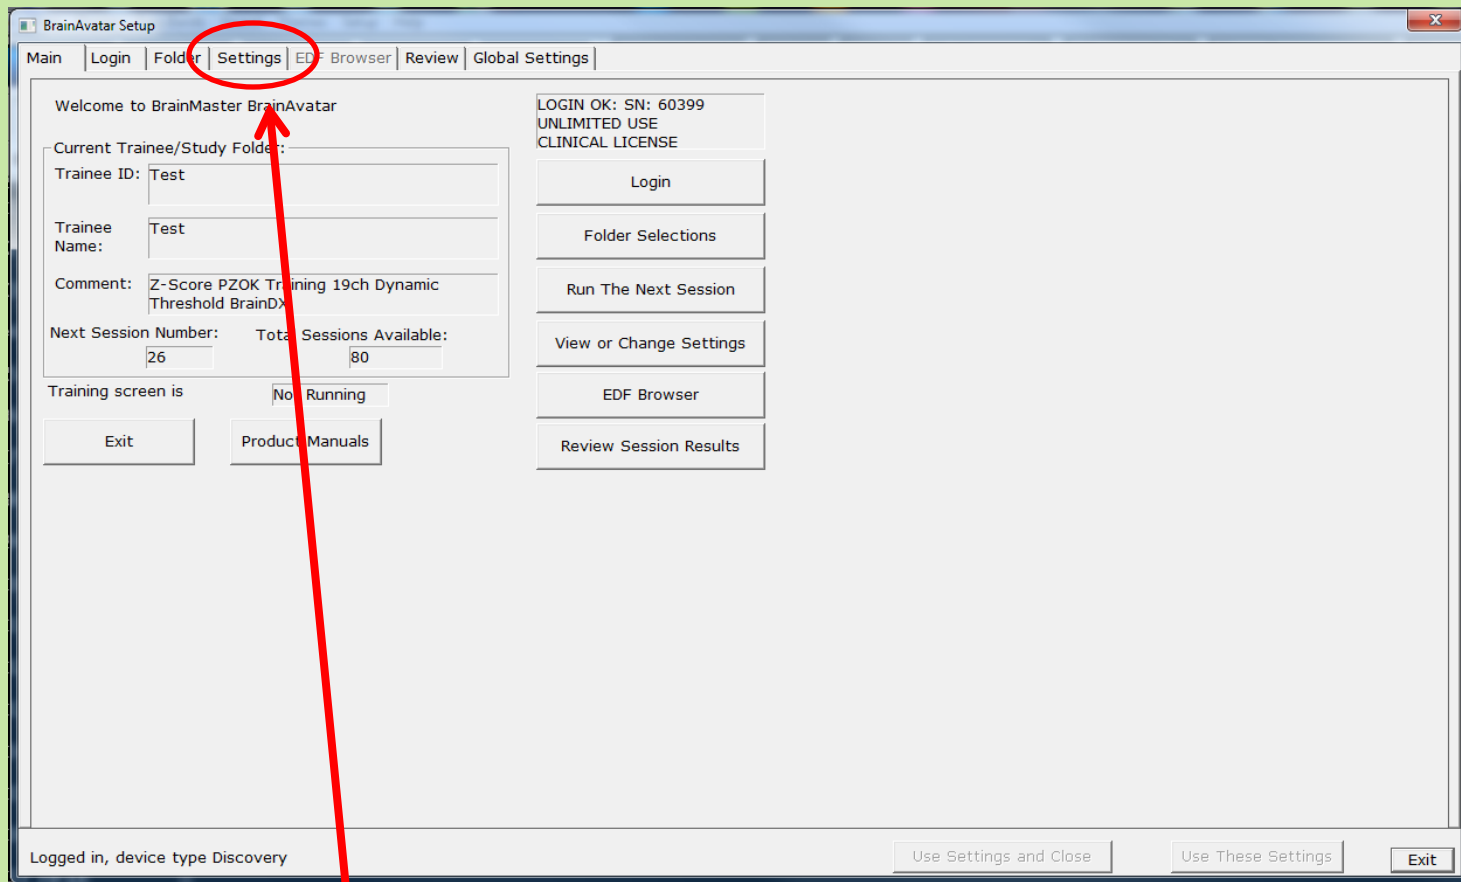 BrainAvatar Setup
Main Login Folder Settings EDF Browser Review Global Settings
Welcome to BrainMaster BrainAvatar
Current Trainee/Study Folder:
Trainee ID: Test
Trainee Name: Test
Comment: Z-Score PZOK Training 19ch Dynamic
Threshold BrainDX
Next Session Number: Total Sessions Available:
26 80
Training screen is Not Running
Exit Product Manuals
LOGIN OK: SN: 60399
UNLIMITED USE
CLINICAL LICENSE
Login
Folder Selections
Run The Next Session
View or Change Settings
EDF Browser
Review Session Results
Logged in, device type Discovery
Use Settings and Close Use These Settings Exit